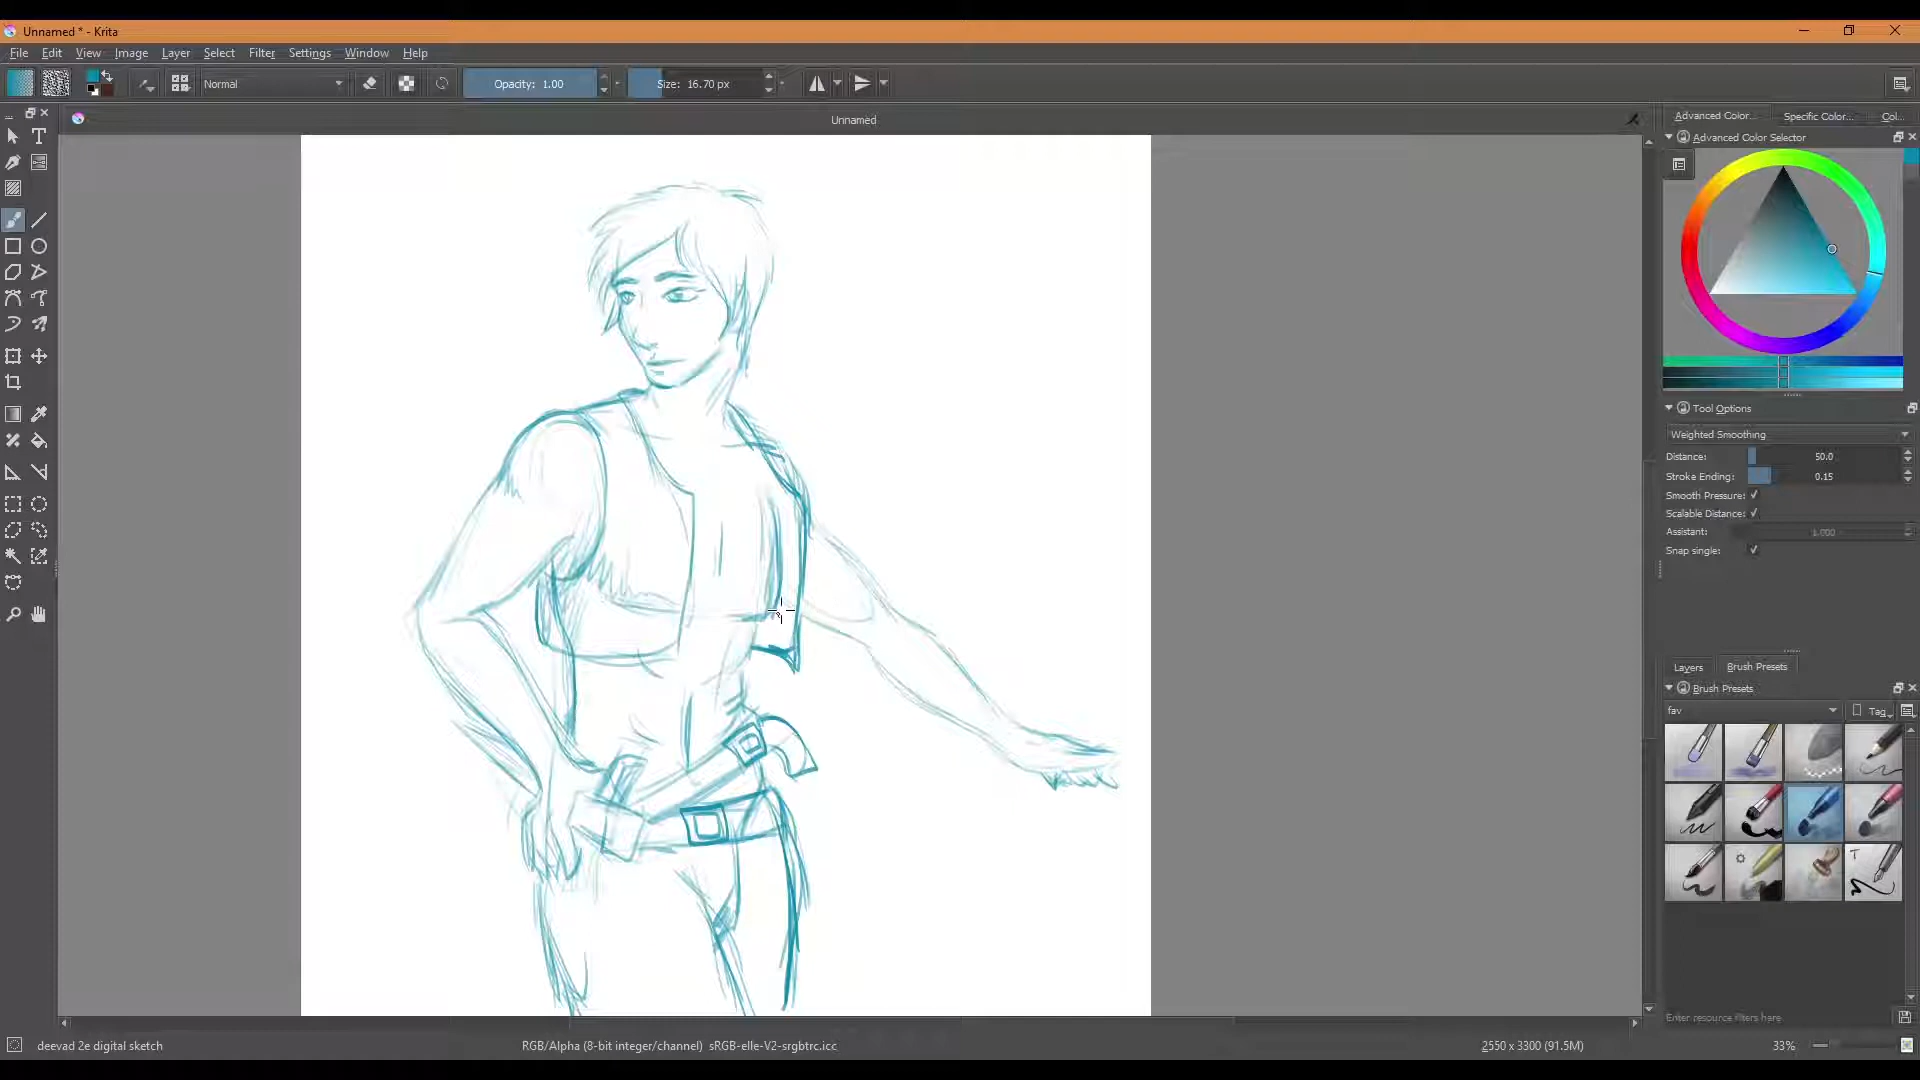 Unnamed * - Krita
File Edit View Image Layer Select Filter Settings Window Help
Normal Opacity: 1.00 Size: 16.70 px
Unnamed
Advanced Color... Specific Color... Col...
Advanced Color Selector
Tool Options
Weighted Smoothing
Distance: 50.0
Stroke Ending: 0.15
Smooth Pressure: ✓
Scalable Distance: ✓
Assistant: 1.000
Snap single: ✓
Layers Brush Presets
Brush Presets
fav Tag
Enter resource filters here
deevad 2e digital sketch RGB/Alpha (8-bit integer/channel) sRGB-elle-V2-srgbtrc.icc 2550 x 3300 (91.5M) 33%